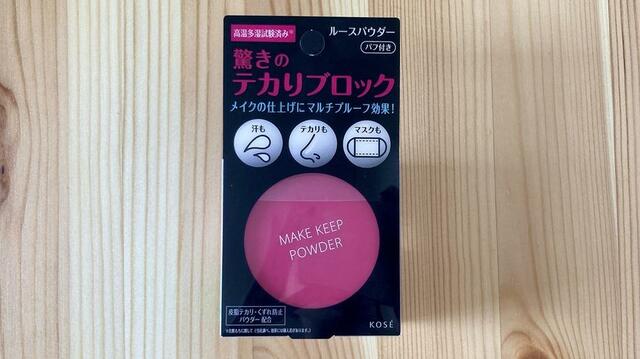 高温多湿試験済み※
ルースパウダー
パフ付き
驚きの
テカりブロック
メイクの仕上げにマルチプルーフ効果!
汗も
テカリも
マスクも
MAKE KEEP
POWDER
皮脂テカリ・くずれ防止
パウダー配合
KOSÉ